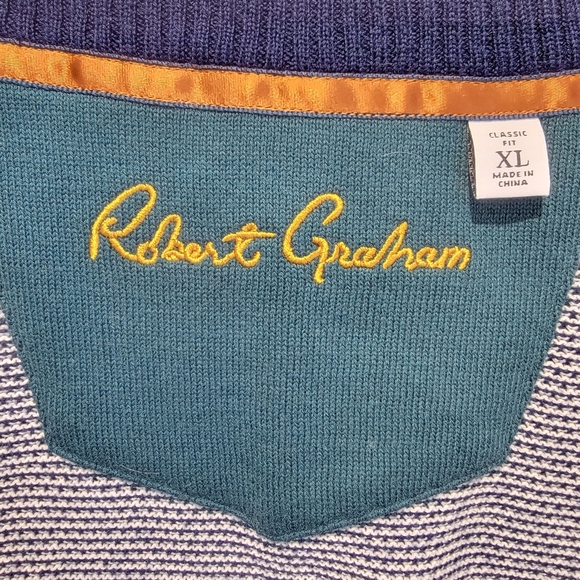 Robert Graham
CLASSIC
FIT
XL
MADE IN
CHINA